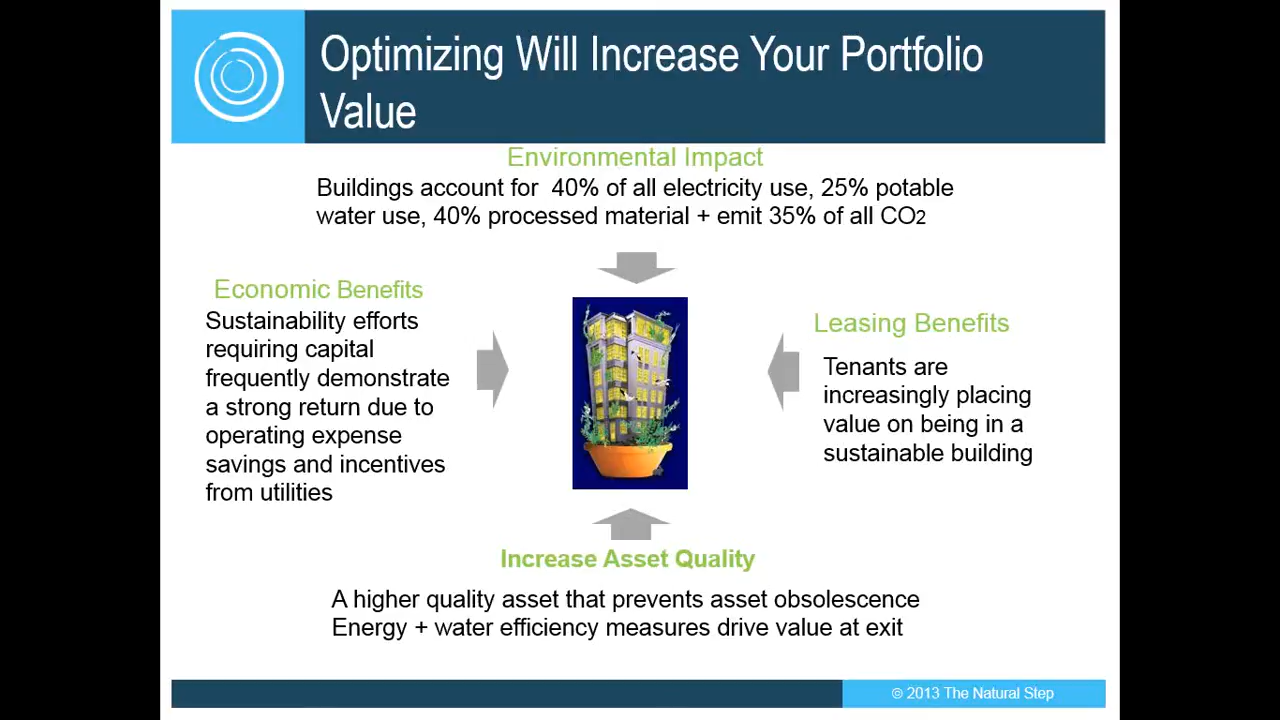 Optimizing Will Increase Your Portfolio
Value
Environmental Impact
Buildings account for  40% of all electricity use, 25% potable
water use, 40% processed material + emit 35% of all CO2
Economic Benefits
Sustainability efforts
requiring capital
frequently demonstrate
a strong return due to
operating expense
savings and incentives
from utilities
Leasing Benefits
Tenants are
increasingly placing
value on being in a
sustainable building
Increase Asset Quality
A higher quality asset that prevents asset obsolescence
Energy + water efficiency measures drive value at exit
© 2013 The Natural Step